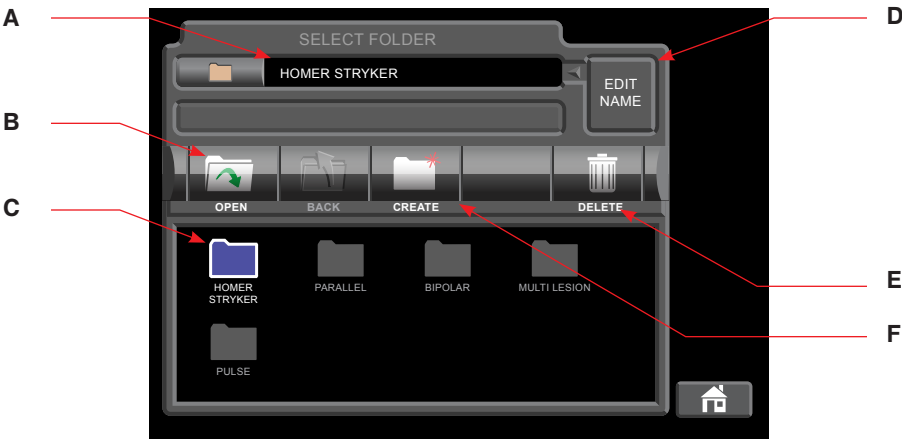 A
D
SELECT FOLDER
HOMER STRYKER
EDIT
NAME
B
OPEN
BACK
CREATE
DELETE
C
HOMER
STRYKER
PARALLEL
BIPOLAR
MULTI LESION
E
F
PULSE